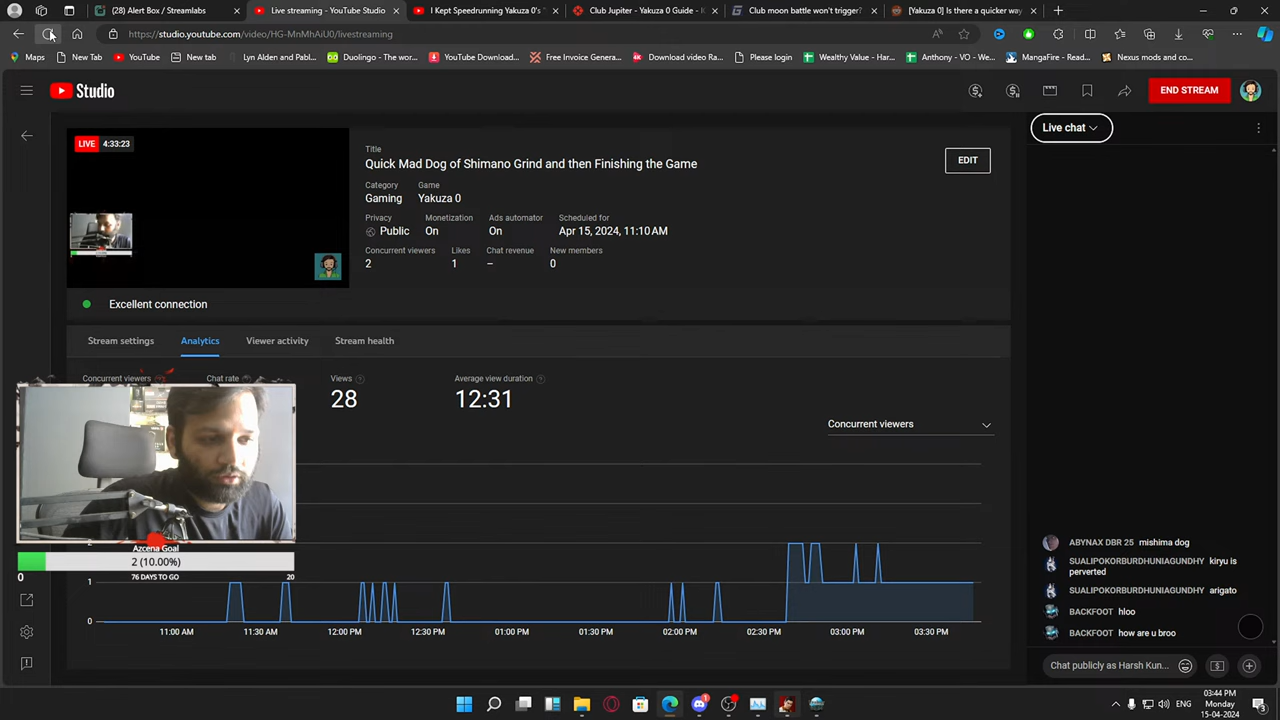 (28) Alert Box / Streamlabs
Live streaming - YouTube Studio
I Kept Speedrunning Yakuza 0's
Club Jupiter - Yakuza 0 Guide -
Club moon battle won't trigger?
[Yakuza 0] Is there a quicker way
https://studio.youtube.com/video/HG-MnMhAiU0/livestreaming
Maps
New Tab
YouTube
New tab
Lyn Alden and Pabl...
Duolingo - The wor...
YouTube Download...
Free Invoice Genera...
Download video Ra...
Please login
Wealthy Value - Har...
Anthony - VO - We...
MangaFire - Read...
Nexus mods and co...
Studio
END STREAM
LIVE 4:33:23
Title
Quick Mad Dog of Shimano Grind and then Finishing the Game
EDIT
Category Game
Gaming Yakuza 0
Privacy Monetization Ads automator Scheduled for
Public On On Apr 15, 2024, 11:10 AM
Concurrent viewers Likes Chat revenue New members
2 1 – 0
Excellent connection
Stream settings Analytics Viewer activity Stream health
Concurrent viewers Chat rate Views Average view duration
28 12:31
Concurrent viewers
2
1
0
11:00 AM 11:30 AM 12:00 PM 12:30 PM 01:00 PM 01:30 PM 02:00 PM 02:30 PM 03:00 PM 03:30 PM
Azcena Goal
2 (10.00%)
0 76 DAYS TO GO 20
Live chat
ABYNAX DBR 25 mishima dog
SUALIPOKORBURDHUNIAGUNDHY kiryu is
perverted
SUALIPOKORBURDHUNIAGUNDHY arigato
BACKFOOT hloo
BACKFOOT how are u broo
Chat publicly as Harsh Kun...
ENG
03:44 PM
Monday
15-04-2024